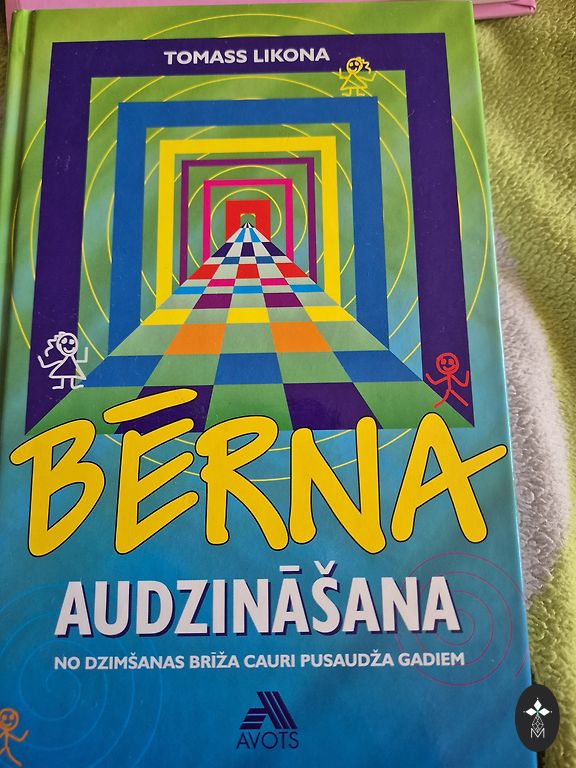 TOMASS LIKONA
BĒRNA
AUDZINĀŠANA
NO DZIMŠANAS BRĪŽA CAURI PUSAUDŽA GADIEM
AVOTS
M